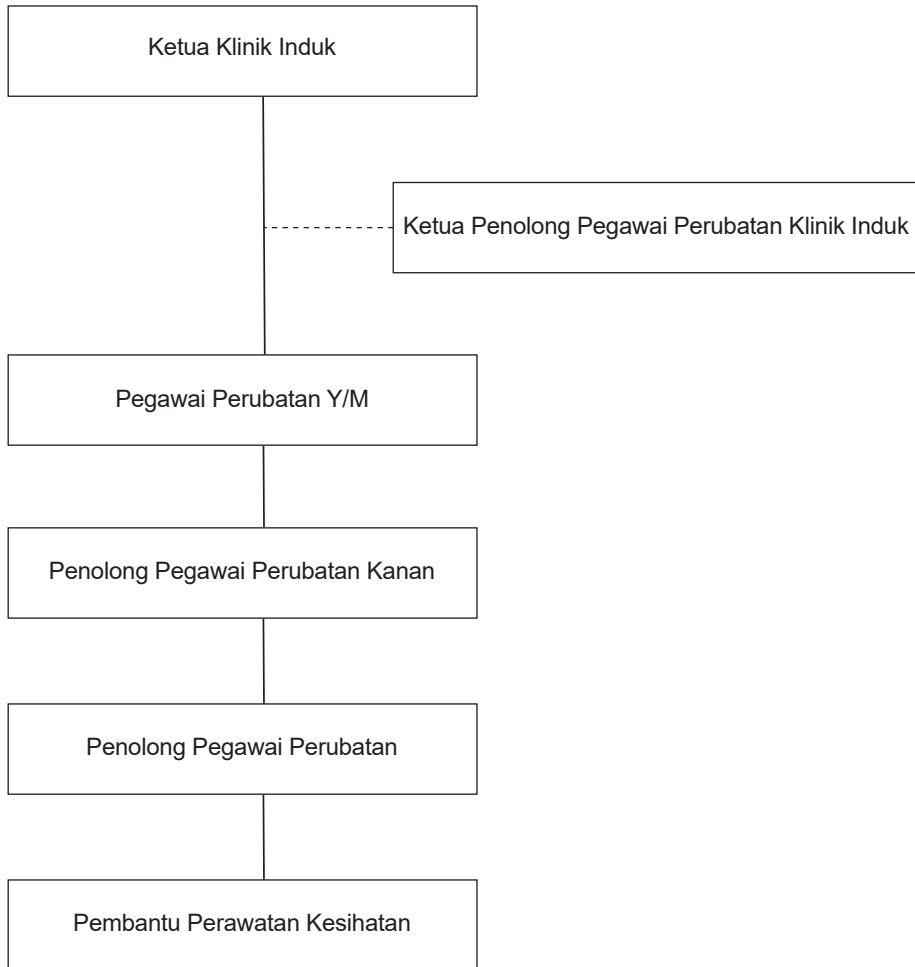 Ketua Klinik Induk
Ketua Penolong Pegawai Perubatan Klinik Induk
Pegawai Perubatan Y/M
Penolong Pegawai Perubatan Kanan
Penolong Pegawai Perubatan
Pembantu Perawatan Kesihatan